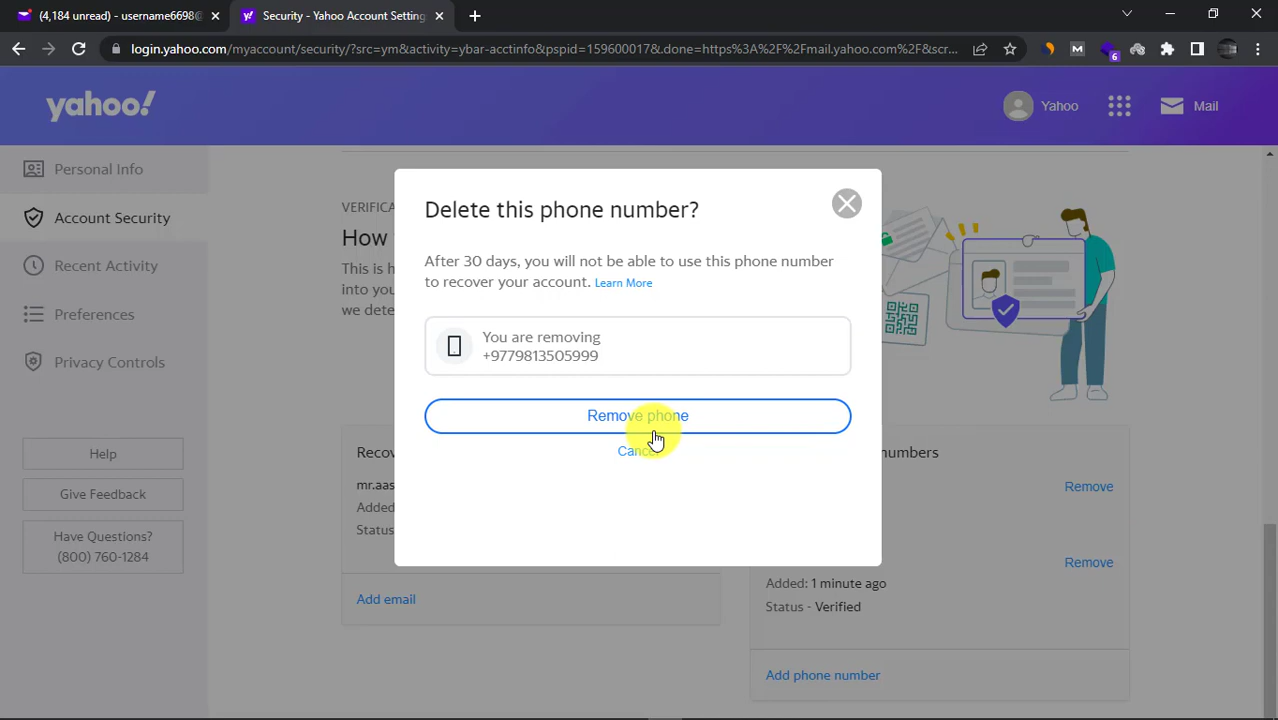 (4,184 unread) - username6698@
Security - Yahoo Account Setting
login.yahoo.com/myaccount/security/?src=ym&activity=ybar-acctinfo&pspid=159600017&.done=https%3A%2F%2Fmail.yahoo.com%2F&scr...
6
yahoo!
Yahoo
Mail
Personal Info
Account Security
Recent Activity
Preferences
Privacy Controls
Help
Give Feedback
Have Questions?
(800) 760-1284
VERIFICA
How
This is h
into you
we dete
Delete this phone number?
After 30 days, you will not be able to use this phone number
to recover your account. Learn More
You are removing
+9779813505999
Remove phone
Cancel
Recov
mr.aas
Added
Status
Add email
umbers
Remove
Remove
Added: 1 minute ago
Status - Verified
Add phone number